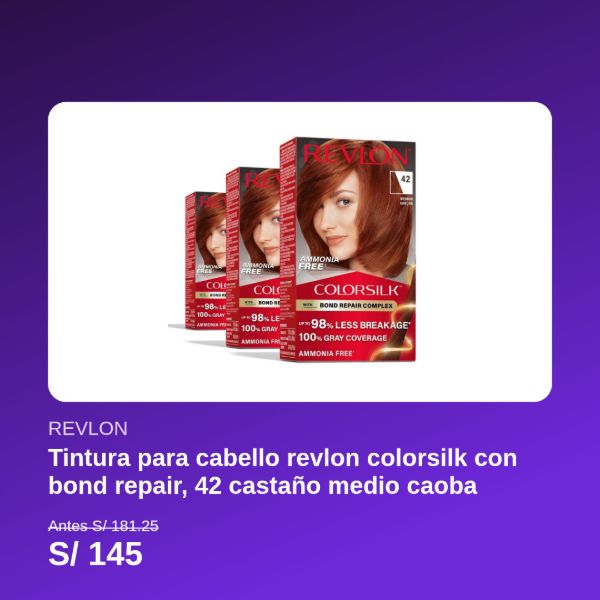 REVLON
42
AMMONIA
FREE
COLORSILK
WITH BOND REPAIR COMPLEX
UP TO 98% LESS BREAKAGE*
100% GRAY COVERAGE
AMMONIA FREE*
REVLON
Tintura para cabello revlon colorsilk con
bond repair, 42 castaño medio caoba
Antes S/ 181.25
S/ 145